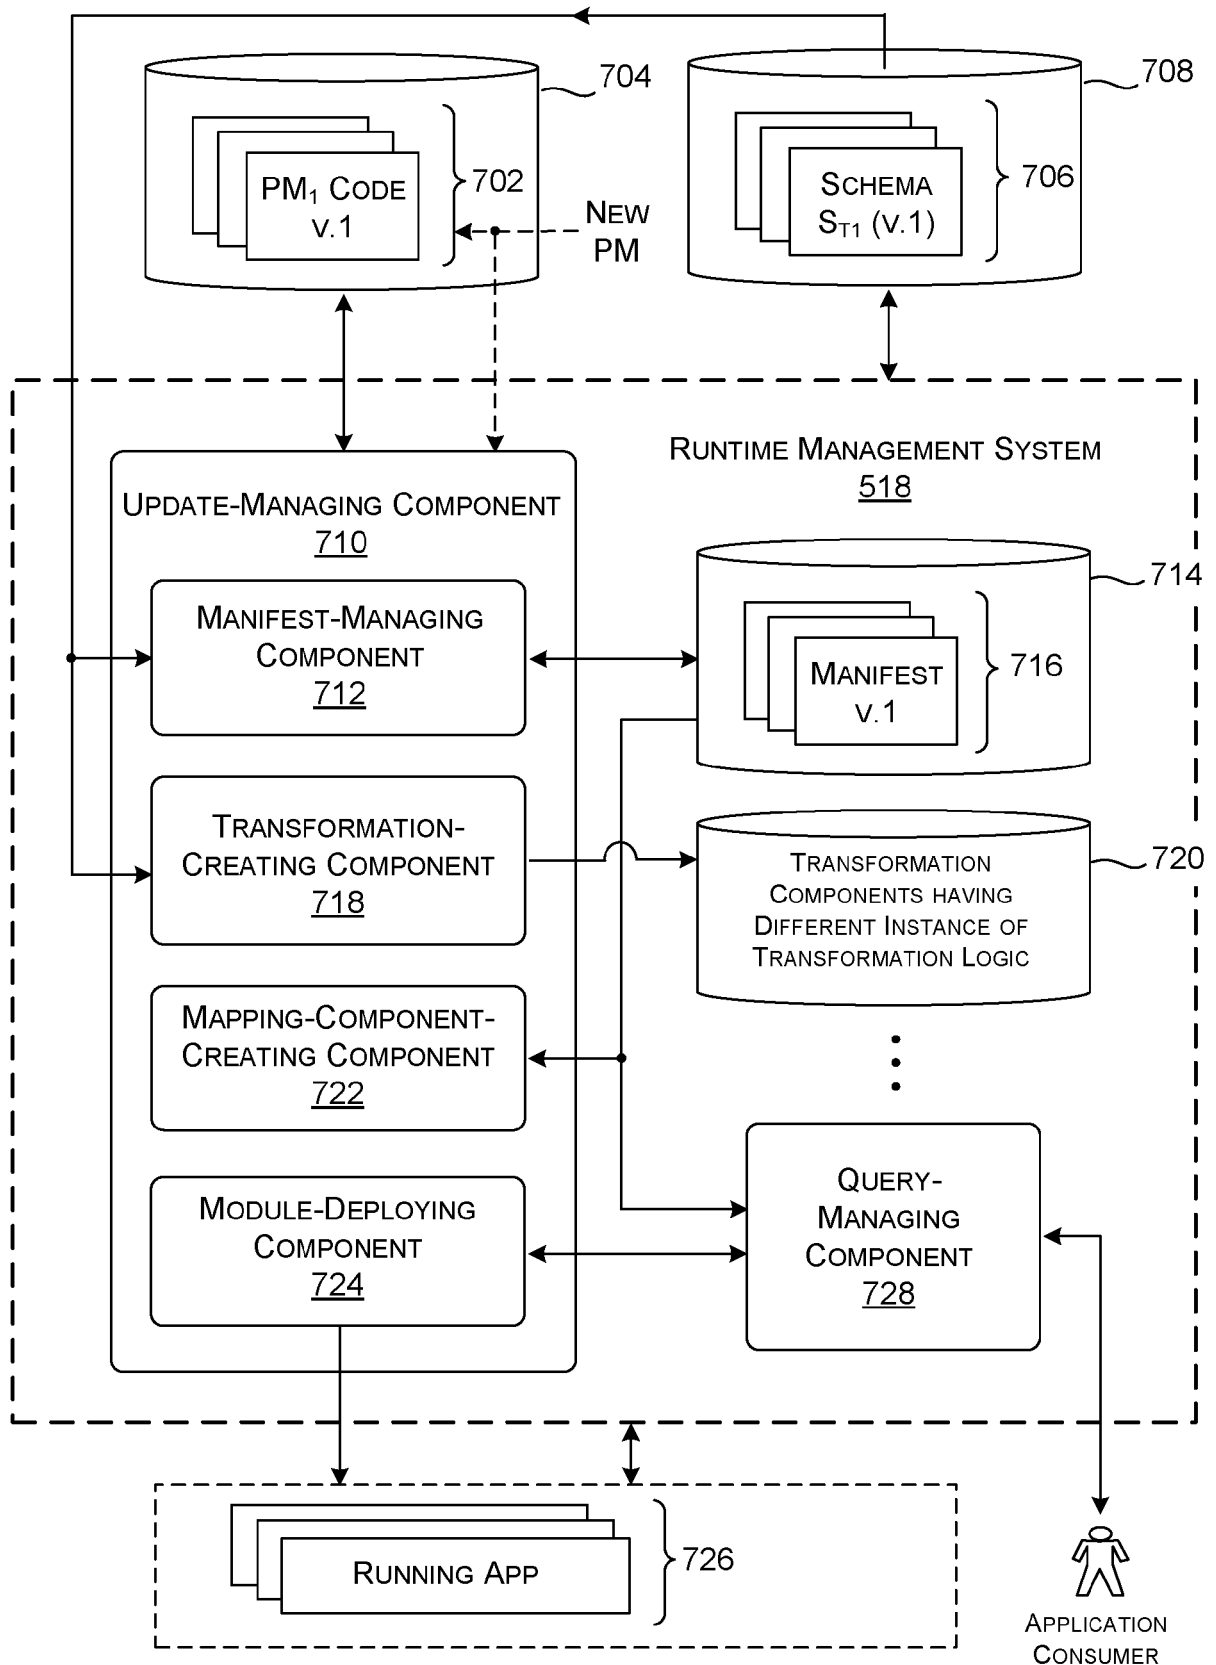 704
708
PM1 CODE
v.1
702
NEW
PM
SCHEMA
ST1 (v.1)
706
RUNTIME MANAGEMENT SYSTEM
518
UPDATE-MANAGING COMPONENT
710
MANIFEST-MANAGING
COMPONENT
712
714
MANIFEST
v.1
716
TRANSFORMATION-
CREATING COMPONENT
718
TRANSFORMATION
COMPONENTS HAVING
DIFFERENT INSTANCE OF
TRANSFORMATION LOGIC
720
MAPPING-COMPONENT-
CREATING COMPONENT
722
MODULE-DEPLOYING
COMPONENT
724
QUERY-
MANAGING
COMPONENT
728
RUNNING APP
726
APPLICATION
CONSUMER